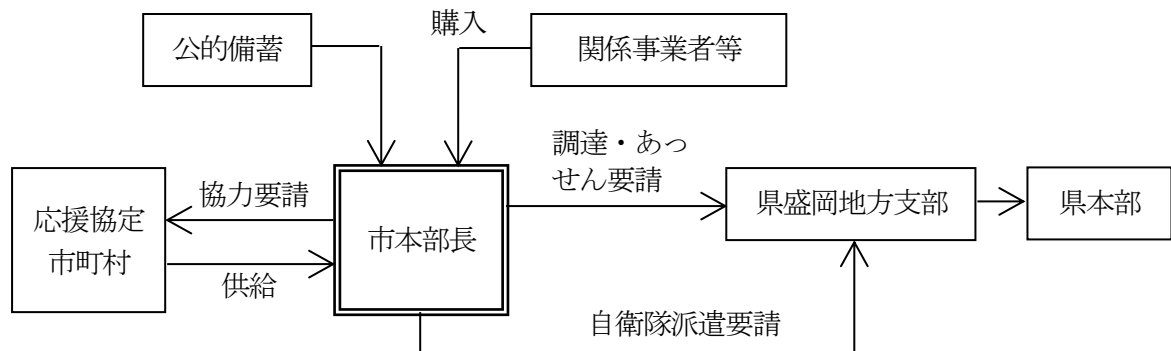 公的備蓄
購入
関係事業者等
調達・あっ
せん要請
応援協定
市町村
協力要請
供給
市本部長
県盛岡地方支部
県本部
自衛隊派遣要請